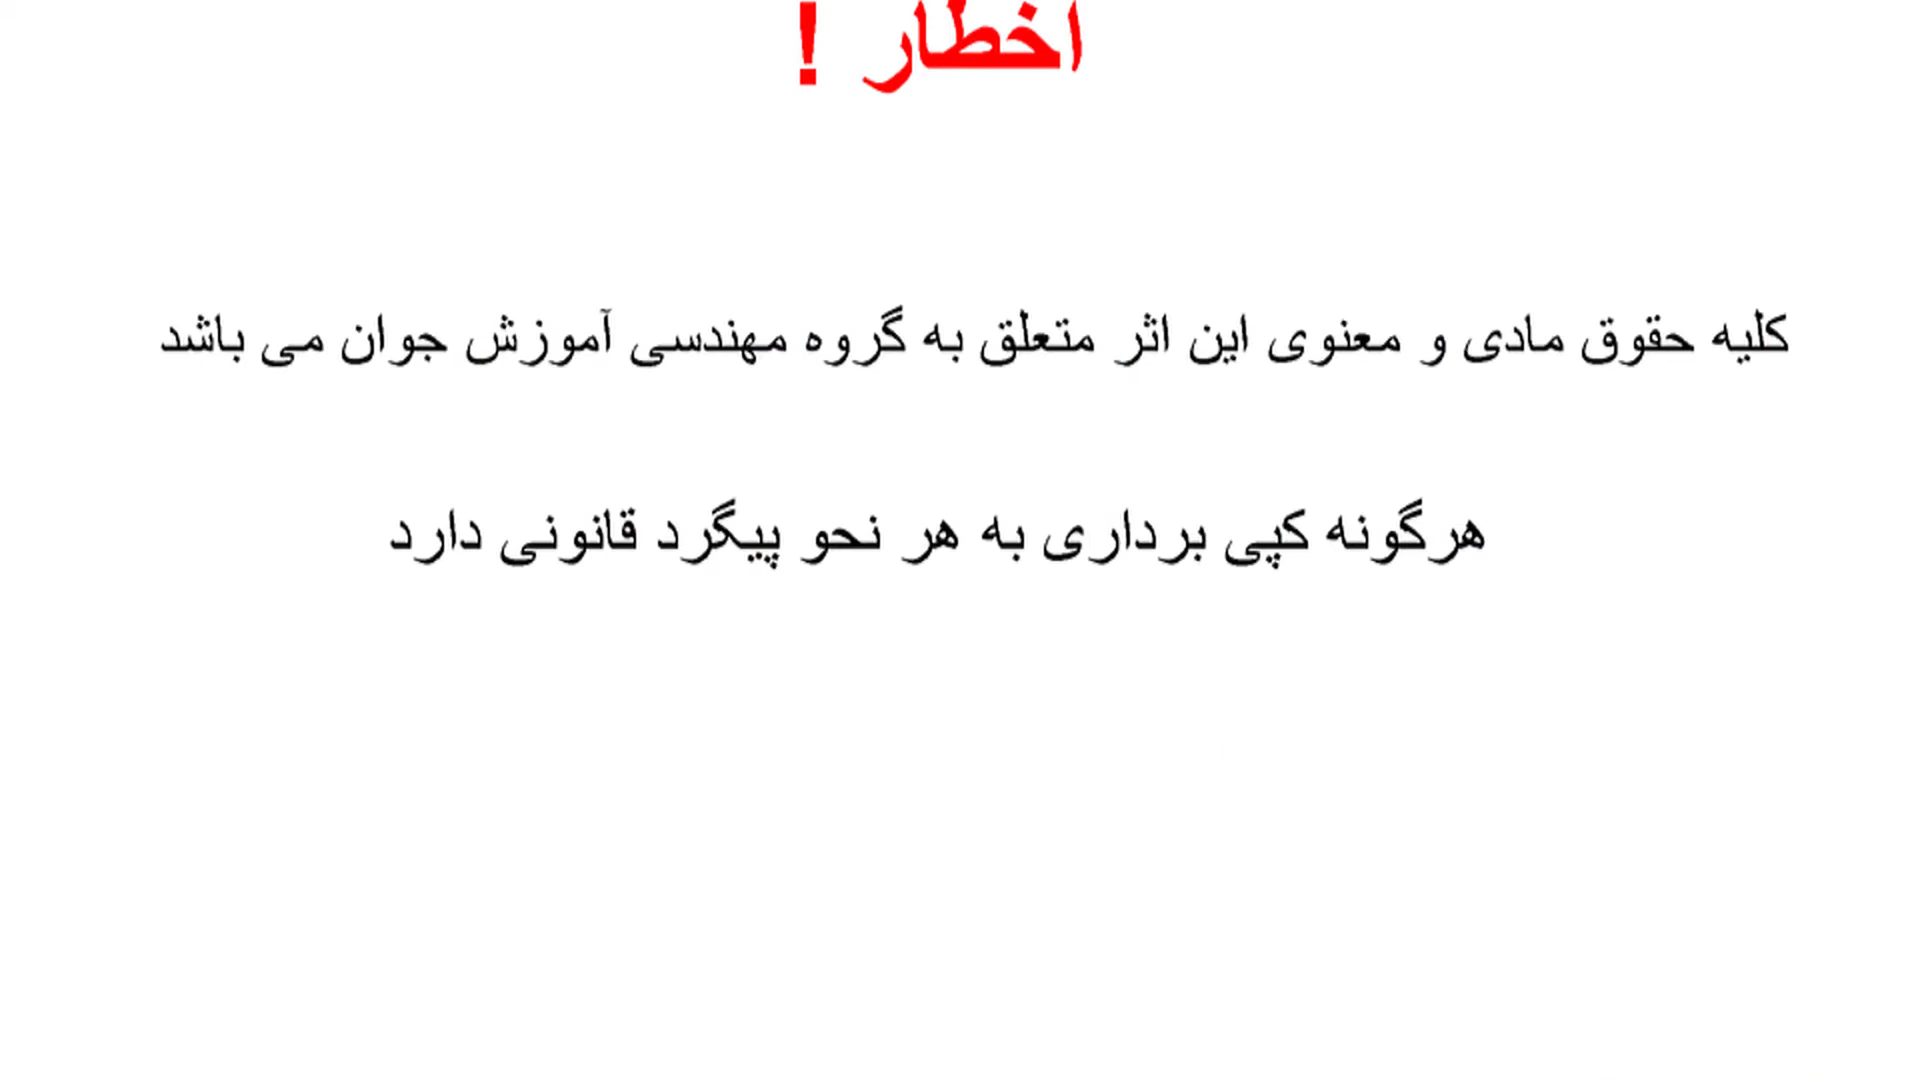 اخطار !
کلیه حقوق مادی و معنوی این اثر متعلق به گروه مهندسی آموزش جوان می باشد
هرگونه کپی برداری به هر نحو پیگرد قانونی دارد